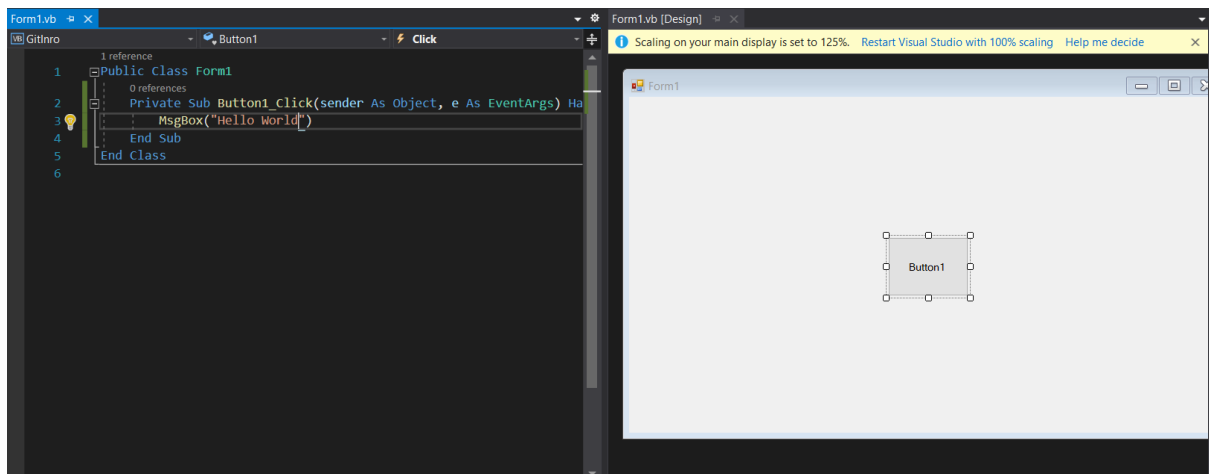 Form1.vb
Form1.vb [Design]
GitInro
Button1
Click
Scaling on your main display is set to 125%. Restart Visual Studio with 100% scaling Help me decide
1 reference
1 Public Class Form1
0 references
2 Private Sub Button1_Click(sender As Object, e As EventArgs) Ha
3 MsgBox("Hello World")
4 End Sub
5 End Class
6
Form1
Button1